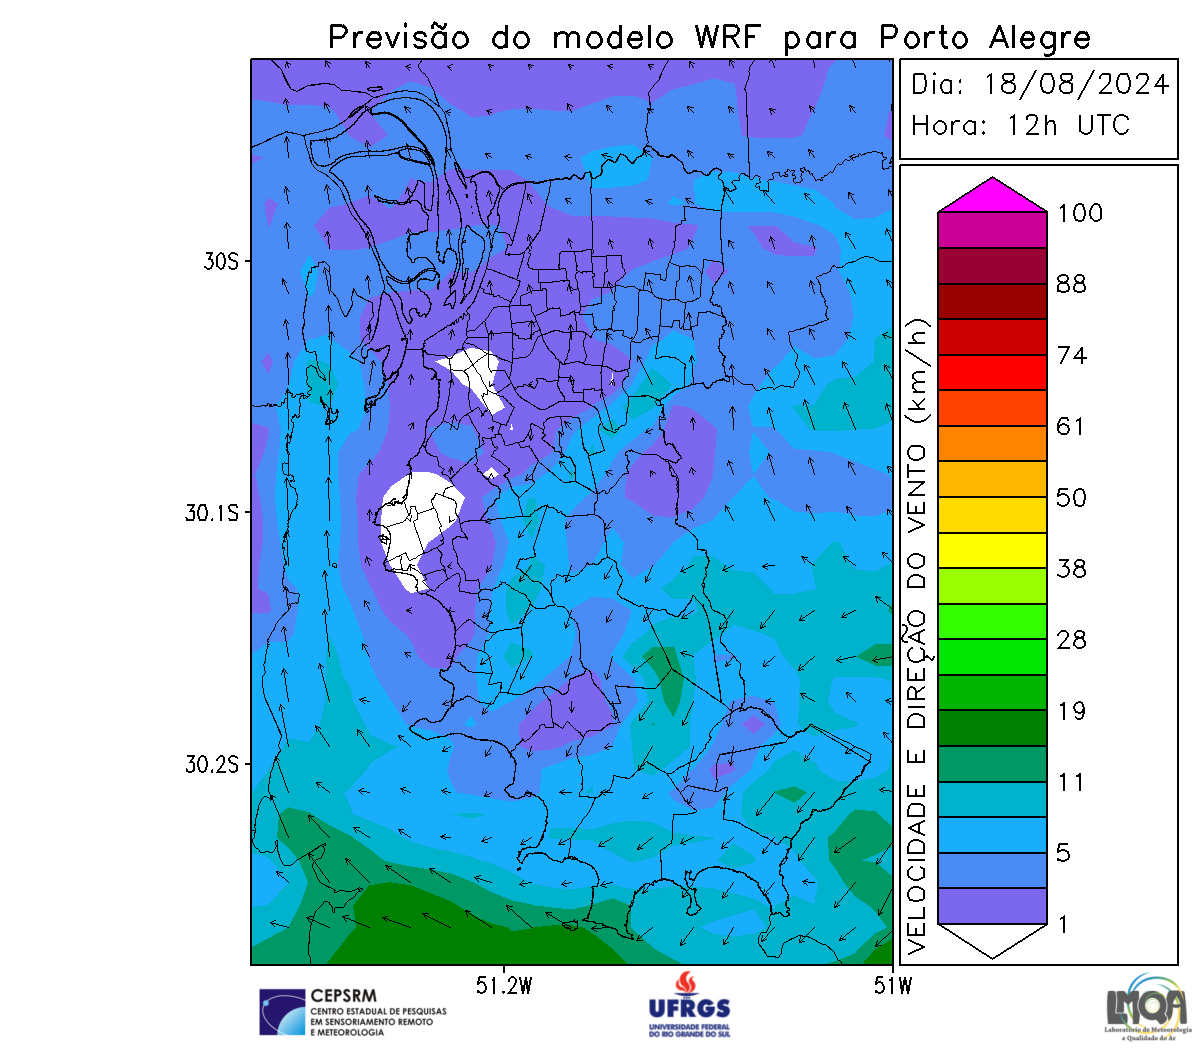 Previsão do modelo WRF para Porto Alegre
Dia: 18/08/2024
Hora: 12h UTC
30S
30.1S
30.2S
51.2W
51W
VELOCIDADE E DIREÇÃO DO VENTO (km/h)
100
88
74
61
50
38
28
19
11
5
1
CEPSRM
CENTRO ESTADUAL DE PESQUISAS
EM SENSORIAMENTO REMOTO
E METEOROLOGIA
UFRGS
UNIVERSIDADE FEDERAL
DO RIO GRANDE DO SUL
LMQA
Laboratório de Meteorologia
e Qualidade do Ar